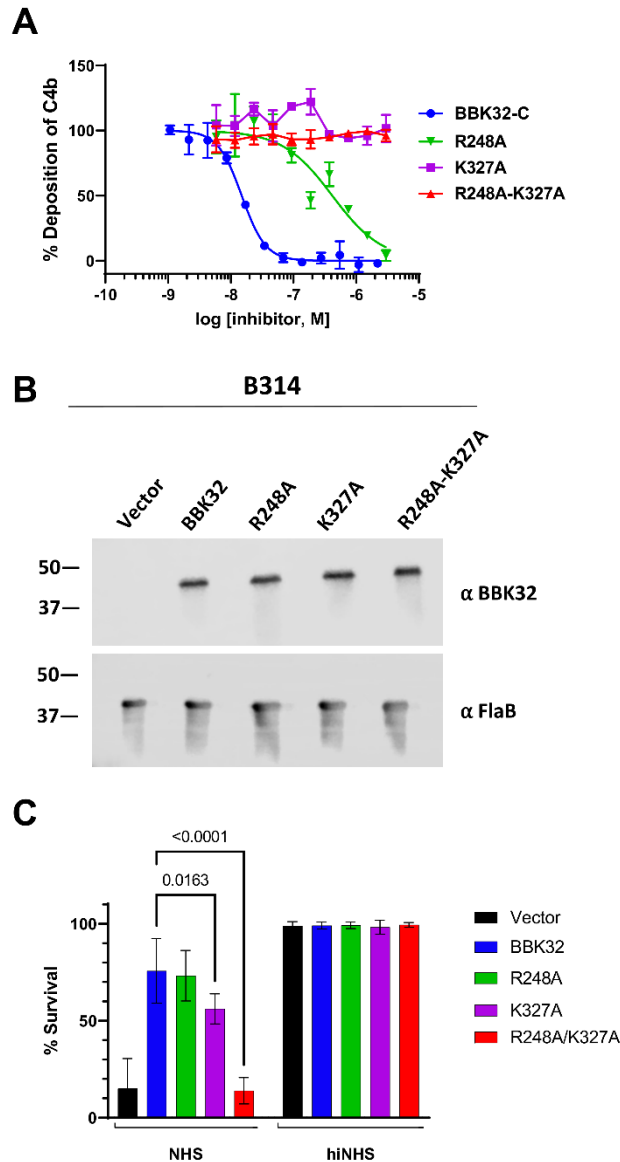 A
% Deposition of C4b
150
100
50
0
-10
-9
-8
-7
-6
-5
log [inhibitor, M]
BBK32-C
R248A
K327A
R248A-K327A
B
B314
Vector
BBK32
R248A
K327A
R248A-K327A
50
37
α BBK32
50
37
α FlaB
C
% Survival
100
50
0
<0.0001
0.0163
NHS
hiNHS
Vector
BBK32
R248A
K327A
R248A/K327A